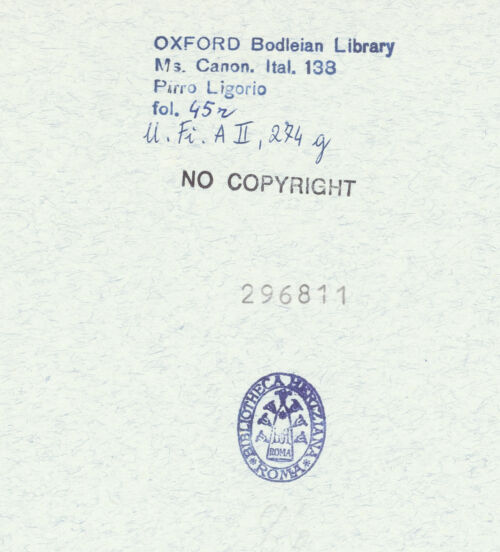 OXFORD Bodleian Library
Ms. Canon. Ital. 138
Pirro Ligorio
fol. 45r
U. Fi. A II, 274 g
NO COPYRIGHT
296811
BIBLIOTHECA HERTZIANA
ROMA
ROMA